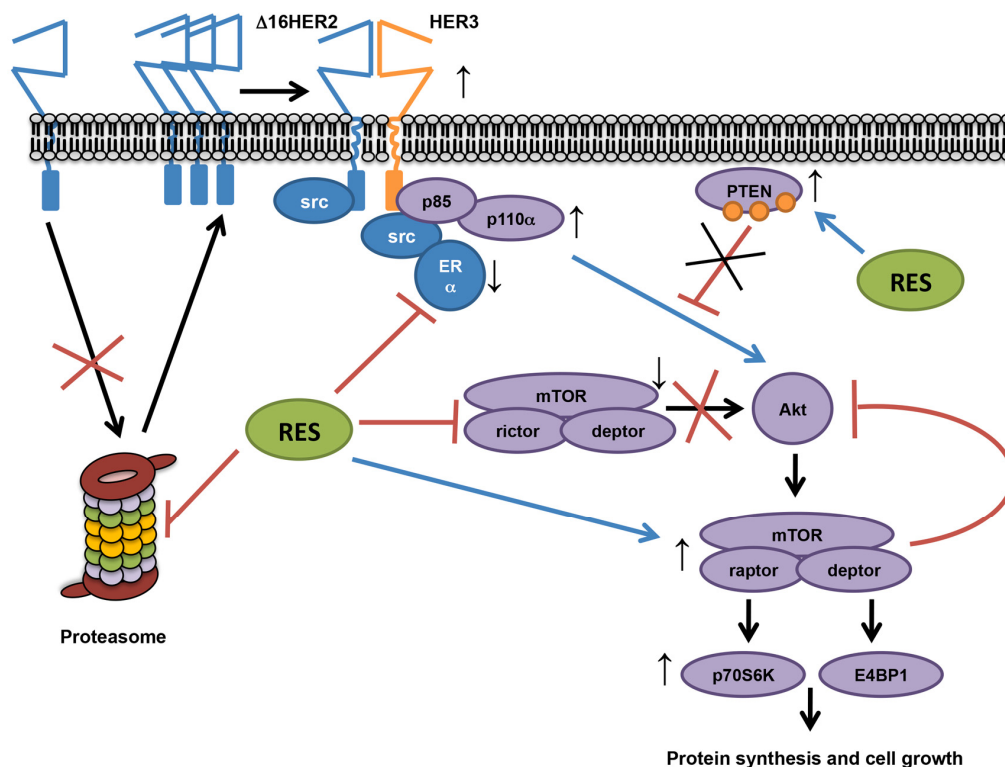 Δ16HER2
HER3
src
p85
p110α
src
ER
α
PTEN
RES
mTOR
rictor
deptor
Akt
RES
mTOR
raptor
deptor
Proteasome
p70S6K
E4BP1
Protein synthesis and cell growth